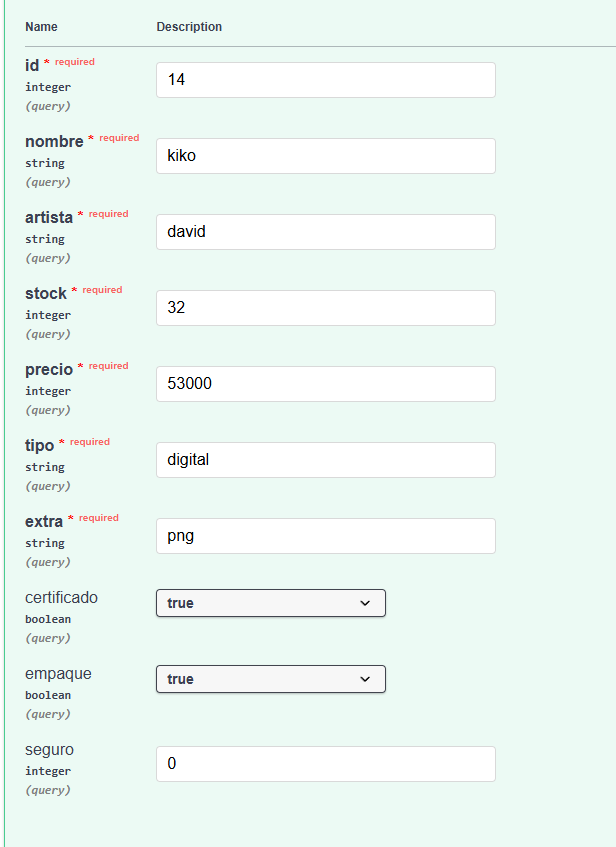 Name Description
id * required
integer
(query)
14
nombre * required
string
(query)
kiko
artista * required
string
(query)
david
stock * required
integer
(query)
32
precio * required
integer
(query)
53000
tipo * required
string
(query)
digital
extra * required
string
(query)
png
certificado
boolean
(query)
true
empaque
boolean
(query)
true
seguro
integer
(query)
0